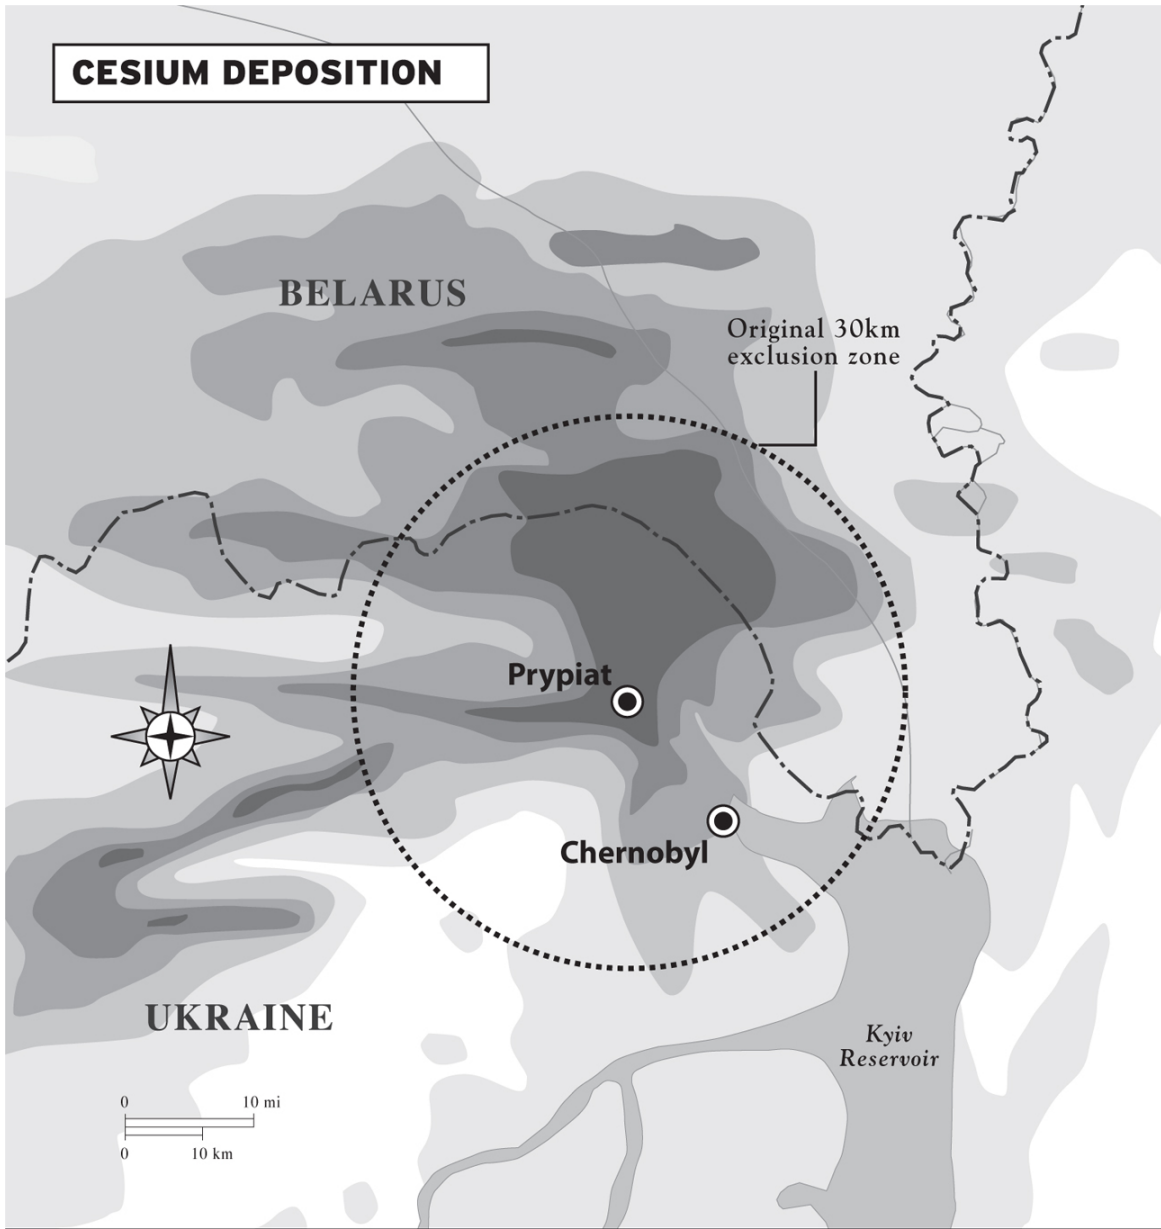 CESIUM DEPOSITION
BELARUS
Original 30km
exclusion zone
Prypiat
Chernobyl
UKRAINE
Kyiv
Reservoir
0 10 mi
0 10 km